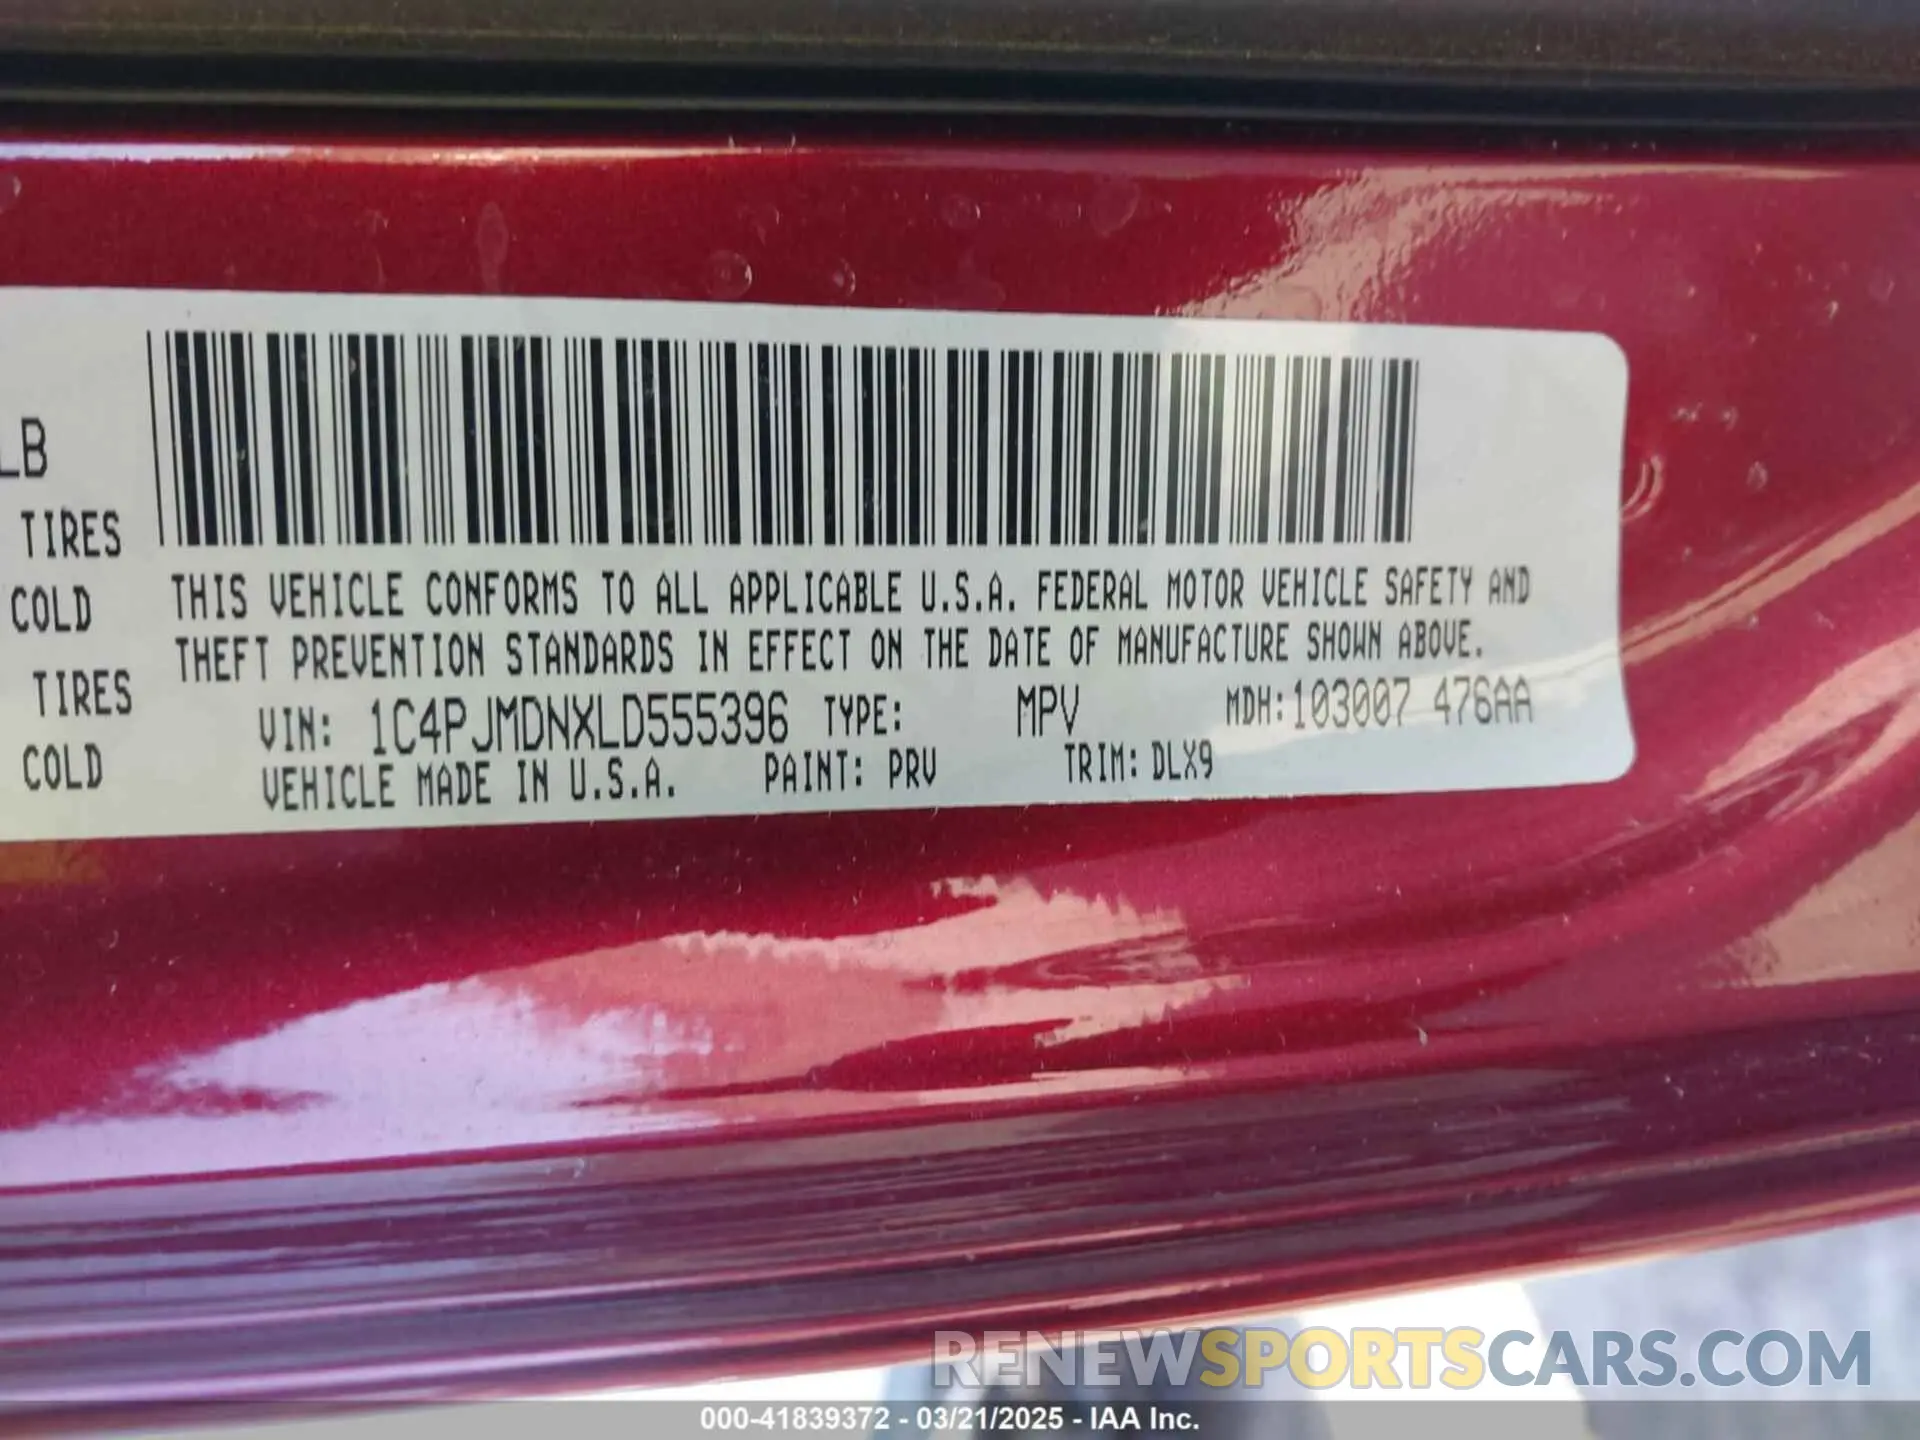 LB
TIRES
COLD
TIRES
COLD
THIS VEHICLE CONFORMS TO ALL APPLICABLE U.S.A. FEDERAL MOTOR VEHICLE SAFETY AND
THEFT PREVENTION STANDARDS IN EFFECT ON THE DATE OF MANUFACTURE SHOWN ABOVE.
VIN: 1C4PJMDNXLD555396 TYPE: MPV MDH:103007 476AA
VEHICLE MADE IN U.S.A. PAINT: PRV TRIM: DLX9
RENEWSPORTSCARS.COM
000-41839372 - 03/21/2025 - IAA Inc.